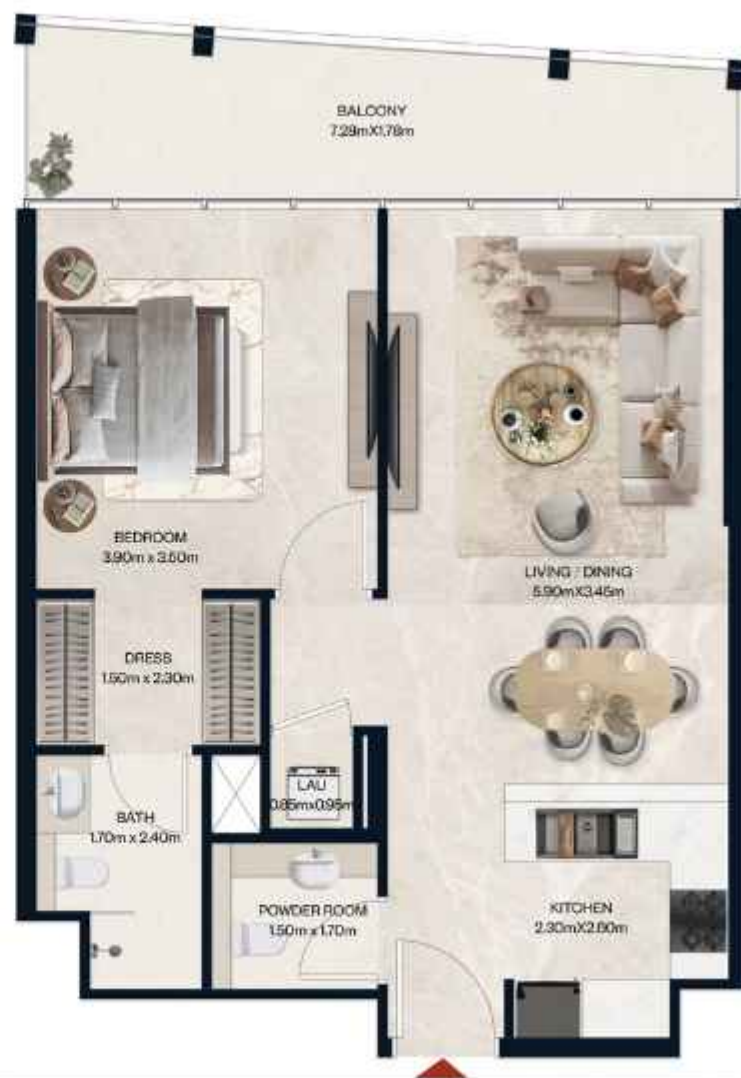 BALCONY
7.28mX1.78m
BEDROOM
3.90m x 3.50m
LIVING / DINING
5.90mX3.45m
DRESS
1.50m x 2.30m
LAU
0.85mx0.95m
BATH
1.70m x 2.40m
POWDER ROOM
1.50m x 1.70m
KITCHEN
2.30mX2.60m